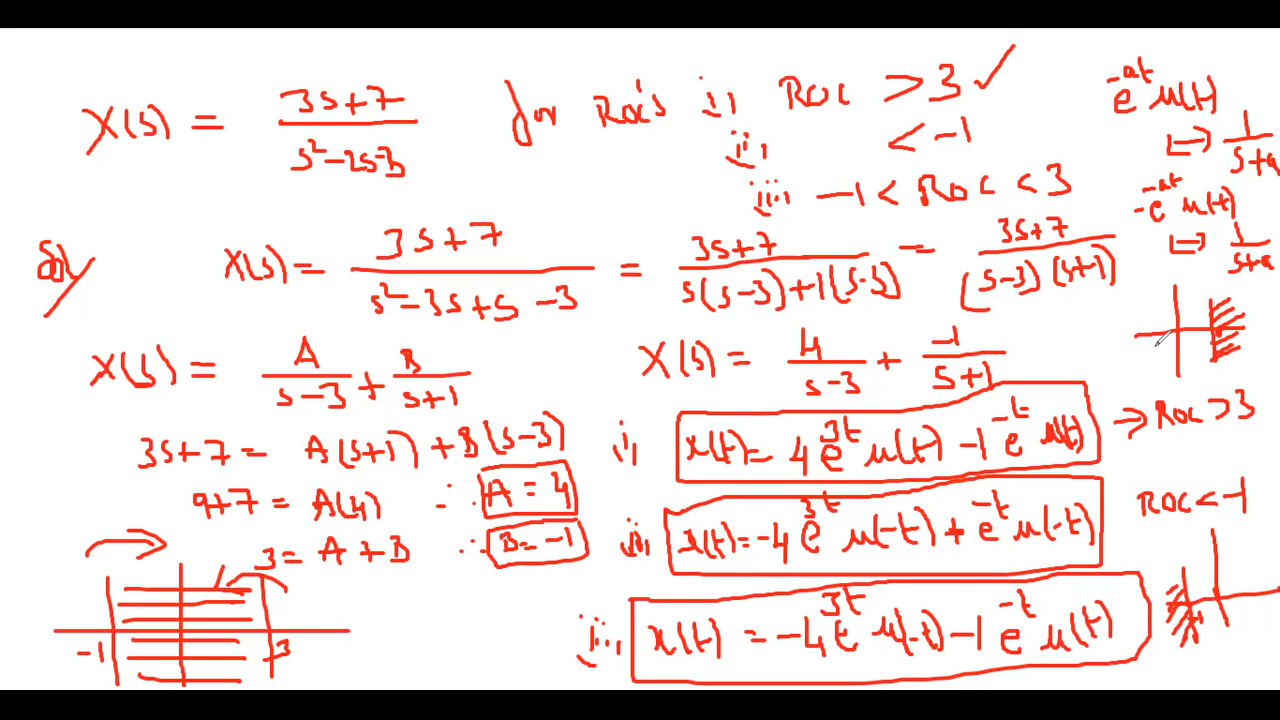 X(s) = (3s+7)/(s²-2s-3) for ROC's i, ROC > 3 ✓
ii, < -1
iii, -1 < ROC < 3
e^{-at} u(t) ↔ 1/(s+a)
-e^{-at} u(-t) ↔ 1/(s+a)
Sol/ X(s) = (3s+7)/(s²-3s+s-3) = (3s+7)/(s(s-3)+1(s-3)) = (3s+7)/((s-3)(s+1))
X(s) = A/(s-3) + B/(s+1)
3s+7 = A(s+1) + B(s-3)
9+7 = A(4) ∴ A = 4
3 = A + B ∴ B = -1
-1 3
X(s) = 4/(s-3) + -1/(s+1)
i, x(t) = 4e^{3t} u(t) - 1e^{-t} u(t) → ROC > 3
ii, x(t) = -4e^{3t} u(-t) + e^{-t} u(-t)
ROC < -1
iii, x(t) = -4e^{3t} u(-t) - 1e^{-t} u(t)